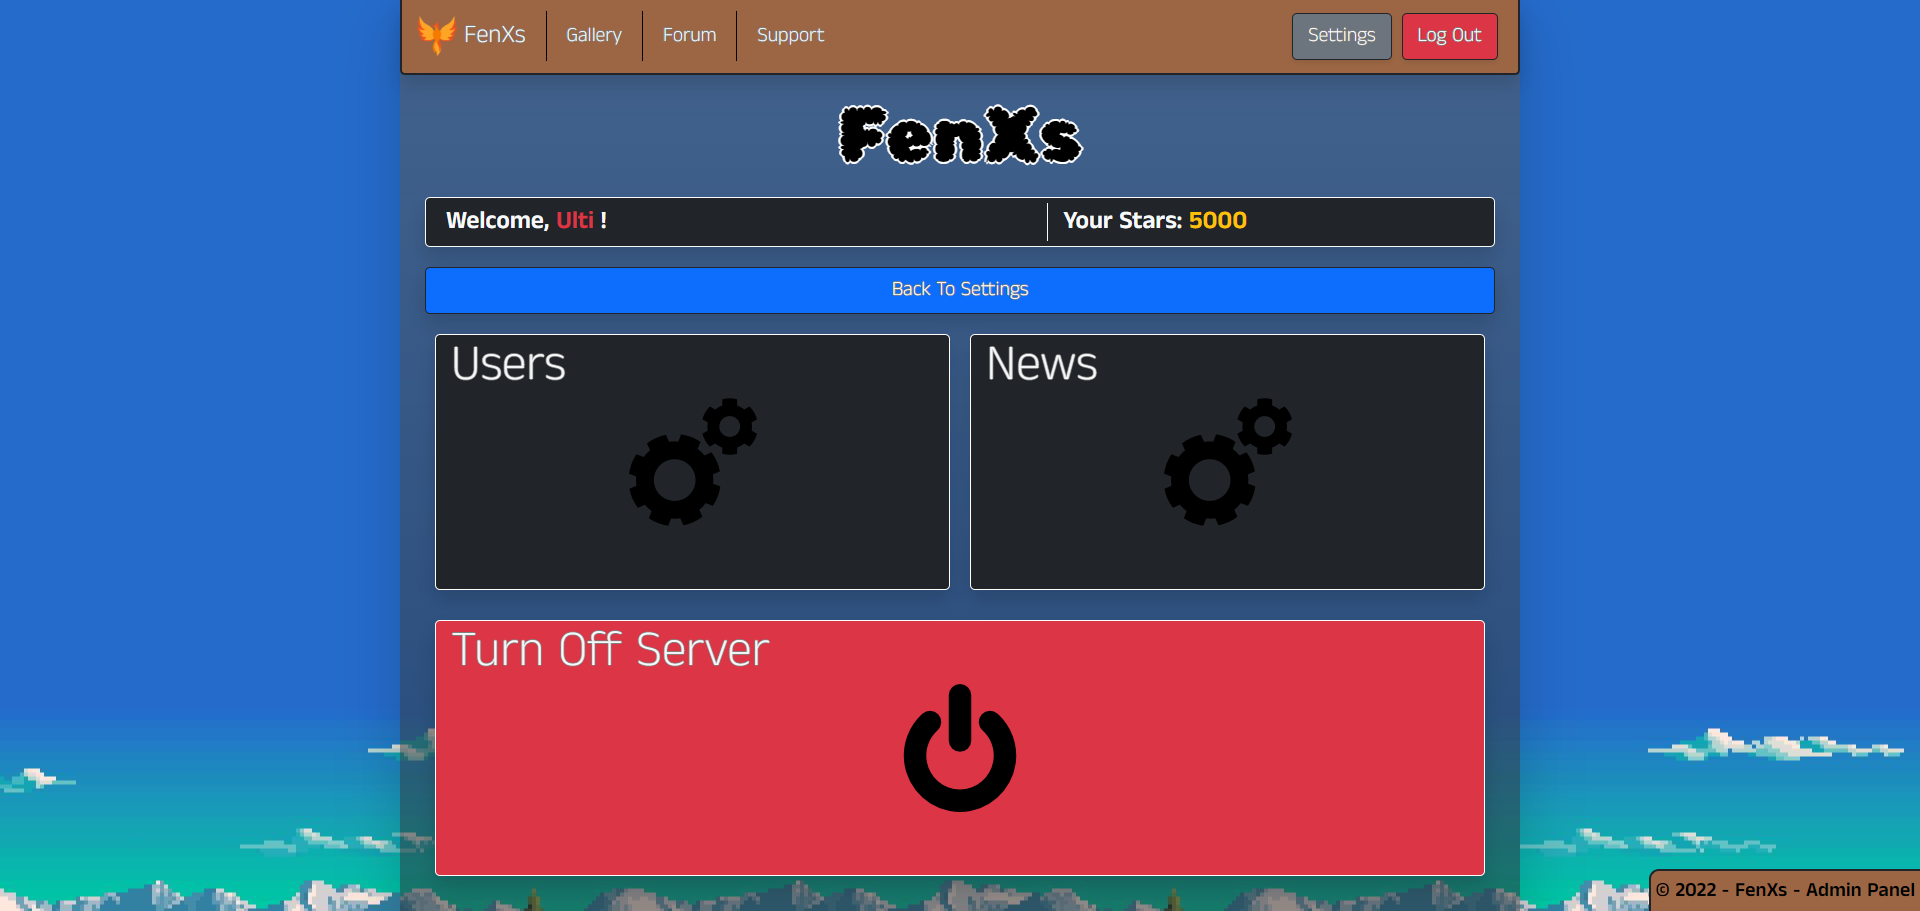 FenXs Gallery Forum Support Settings Log Out
FenXs
Welcome, Ulti ! Your Stars: 5000
Back To Settings
Users
News
Turn Off Server
© 2022 - FenXs - Admin Panel